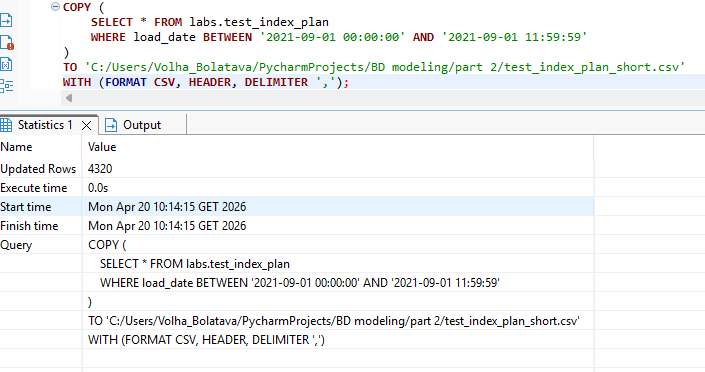 COPY (
SELECT * FROM labs.test_index_plan
WHERE load_date BETWEEN '2021-09-01 00:00:00' AND '2021-09-01 11:59:59'
)
TO 'C:/Users/Volha_Bolatava/PycharmProjects/BD modeling/part 2/test_index_plan_short.csv'
WITH (FORMAT CSV, HEADER, DELIMITER ',');
Statistics 1 Output
Name Value
Updated Rows 4320
Execute time 0.0s
Start time Mon Apr 20 10:14:15 GET 2026
Finish time Mon Apr 20 10:14:15 GET 2026
Query COPY (
SELECT * FROM labs.test_index_plan
WHERE load_date BETWEEN '2021-09-01 00:00:00' AND '2021-09-01 11:59:59'
)
TO 'C:/Users/Volha_Bolatava/PycharmProjects/BD modeling/part 2/test_index_plan_short.csv'
WITH (FORMAT CSV, HEADER, DELIMITER ',')